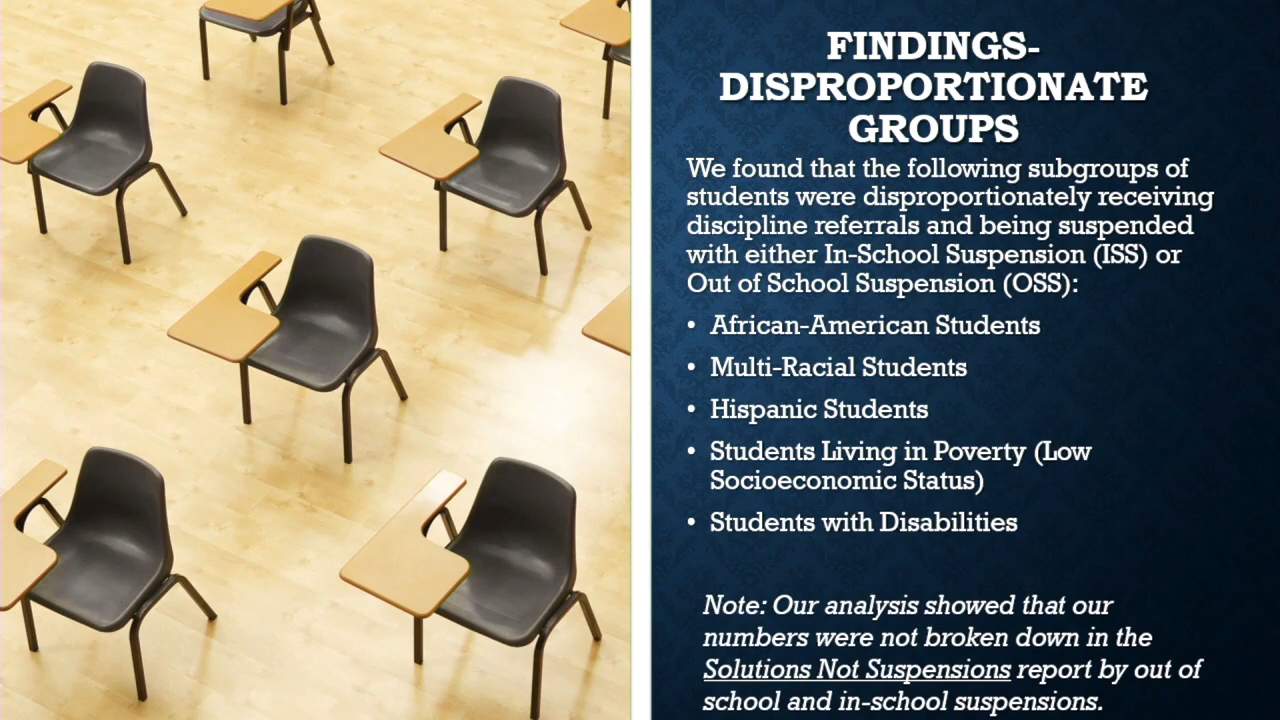 FINDINGS-
DISPROPORTIONATE
GROUPS
We found that the following subgroups of
students were disproportionately receiving
discipline referrals and being suspended
with either In-School Suspension (ISS) or
Out of School Suspension (OSS):
• African-American Students
• Multi-Racial Students
• Hispanic Students
• Students Living in Poverty (Low
Socioeconomic Status)
• Students with Disabilities
Note: Our analysis showed that our
numbers were not broken down in the
Solutions Not Suspensions report by out of
school and in-school suspensions.